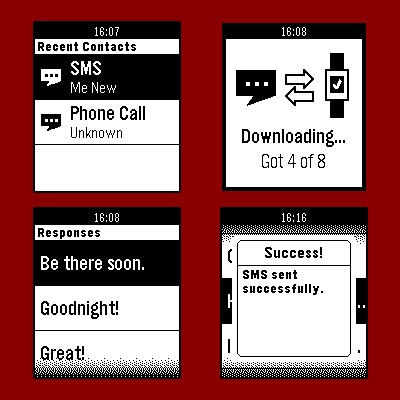 16:07
Recent Contacts
SMS
Me New
Phone Call
Unknown
16:08
Downloading...
Got 4 of 8
16:08
Responses
Be there soon.
Goodnight!
Great!
16:16
Success!
SMS sent
successfully.